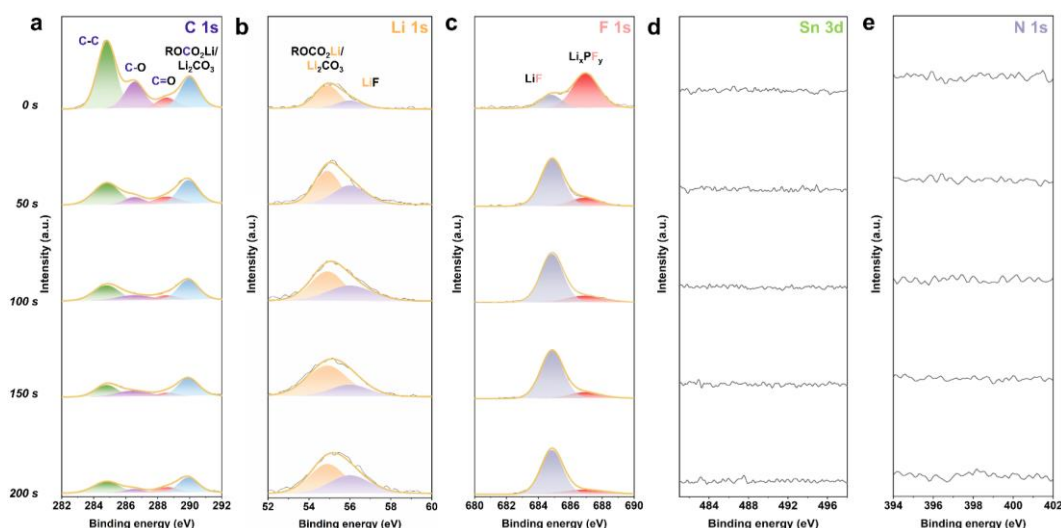 a
C 1s
b
Li 1s
c
F 1s
d
Sn 3d
e
N 1s
C-C
C-O
C=O
ROCO₂Li/
Li₂CO₃
ROCO₂Li/
Li₂CO₃
LiF
LiF
LiₓPFᵧ
0 s
50 s
100 s
150 s
200 s
Intensity (a.u.)
Intensity (a.u.)
Intensity (a.u.)
Intensity (a.u.)
Intensity (a.u.)
282 284 286 288 290 292
52 54 56 58 60
680 682 684 686 688 690
484 488 492 496
394 396 398 400 402
Binding energy (eV)
Binding energy (eV)
Binding energy (eV)
Binding energy (eV)
Binding energy (eV)